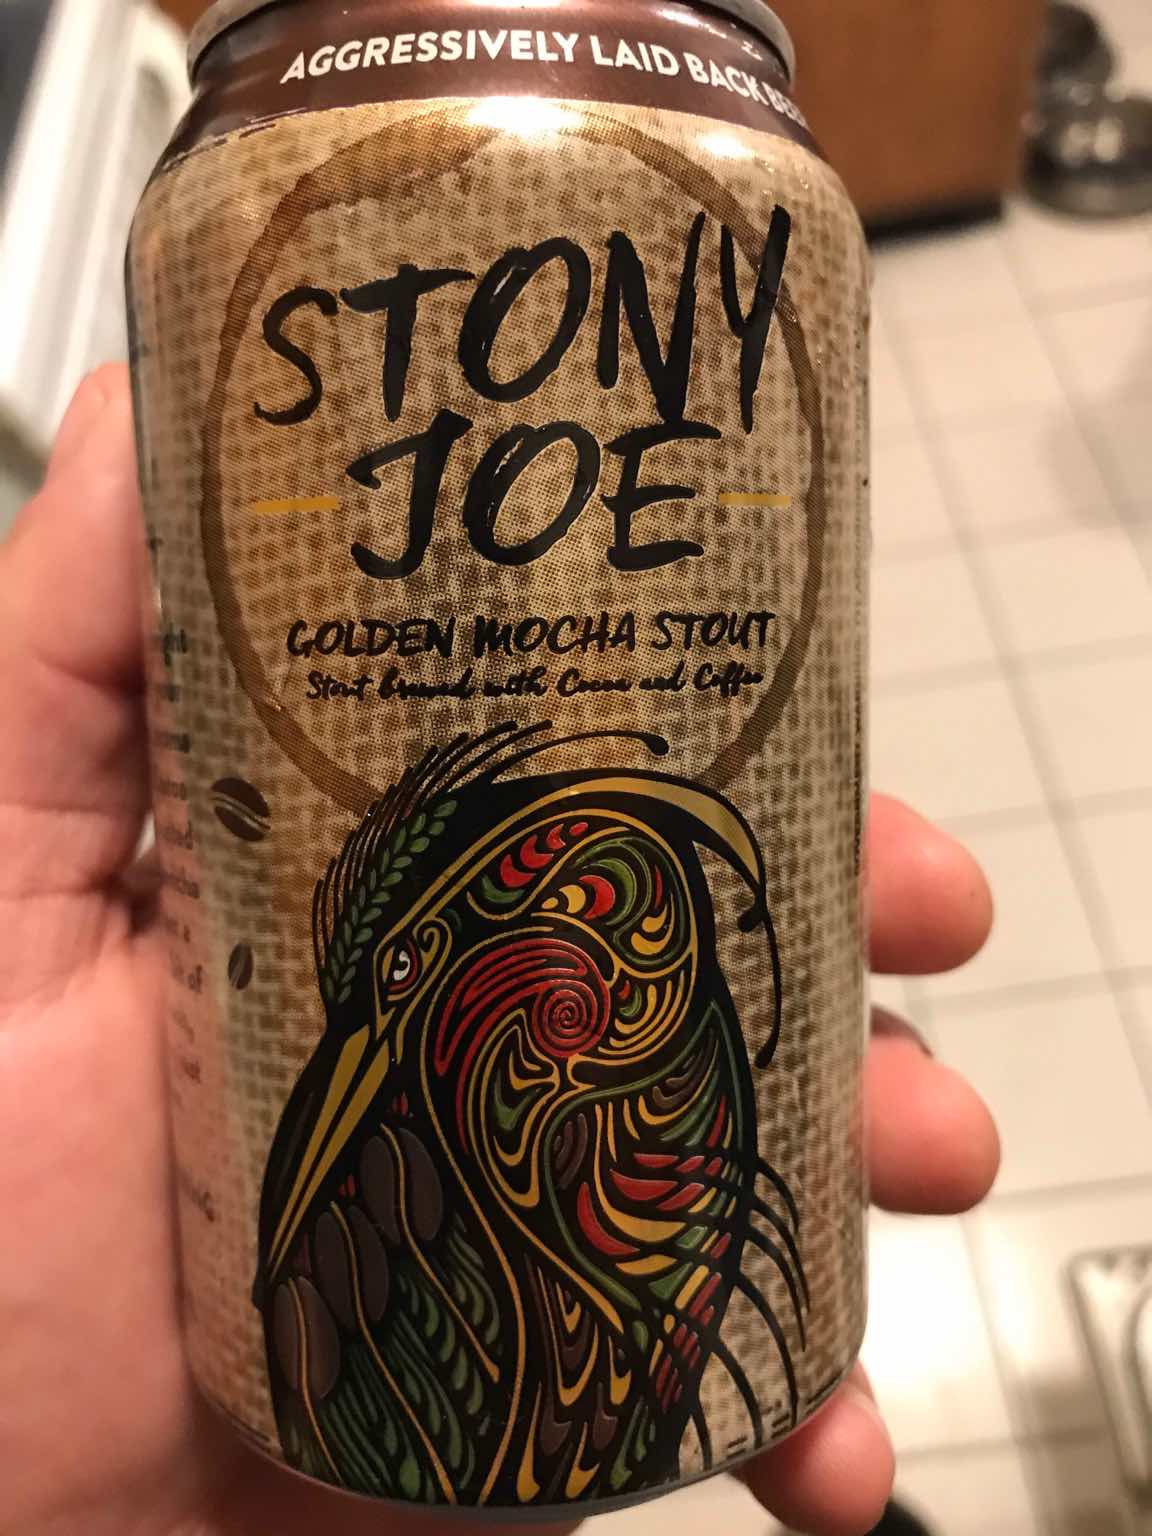 AGGRESSIVELY LAID BACK
STONY
JOE
GOLDEN MOCHA STOUT
Stout brewed with Cocoa and Coffee